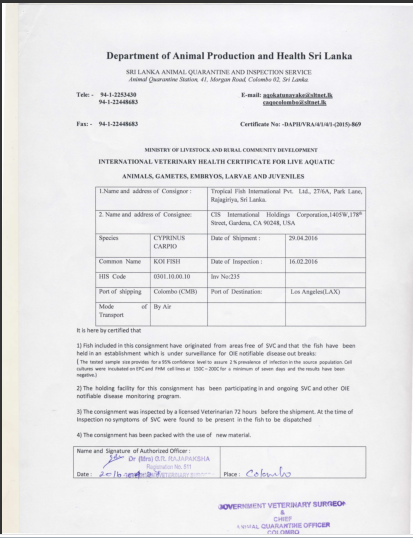 Department of Animal Production and Health Sri Lanka
SRI LANKA ANIMAL QUARANTINE AND INSPECTION SERVICE
Animal Quarantine Station, 41, Morgan Road, Colombo 02, Sri Lanka
Tele: - 94-1-2253430 E-mail: aqokatunayake@sltnet.lk
94-1-22448683 caqocolombo@sltnet.lk
Fax: - 94-1-22448683 Certificate No: -DAPH/VRA/4/1/4/1-(2015)-869
MINISTRY OF LIVESTOCK AND RURAL COMMUNITY DEVELOPMENT
INTERNATIONAL VETERINARY HEALTH CERTIFICATE FOR LIVE AQUATIC
ANIMALS, GAMETES, EMBRYOS, LARVAE AND JUVENILES
1.Name and address of Consignor : Tropical Fish International Pvt. Ltd., 27/6A, Park Lane,
Rajagiriya, Sri Lanka.
2. Name and address of Consignee: CIS International Holdings Corporation,1405W,178th
Street, Gardena, CA 90248, USA
Species CYPRINUS CARPIO Date of Shipment : 29.04.2016
Common Name KOI FISH Date of Inspection : 16.02.2016
HIS Code 0301.10.00.10 Inv No:235
Port of shipping Colombo (CMB) Port of Destination: Los Angeles(LAX)
Mode of Transport By Air
It is here by certified that
1) Fish included in this consignment have originated from areas free of SVC and that the fish have been
held in an establishment which is under surveillance for OIE notifiable disease out breaks:
( The tested sample size provides for a 95% confidence level to assure 2 % prevalence of infection in the source population. Cell
cultures were incubated on EPC and FHM cell-lines at 150C – 200C for a minimum of seven days and the results have been
negative.)
2) The holding facility for this consignment has been participating in and ongoing SVC and other OIE
notifiable disease monitoring program.
3) The consignment was inspected by a licensed Veterinarian 72 hours before the shipment. At the time of
Inspection no symptoms of SVC were found to be present in the fish to be dispatched
4) The consignment has been packed with the use of new material.
Name and Signature of Authorized Officer :
Dr (Mrs) G.R. RAJAPAKSHA
Registration No. 811
Date : 2016 Place : Colombo
GOVERNMENT VETERINARY SURGEON
&
CHIEF
ANIMAL QUARANTINE OFFICER
COLOMBO